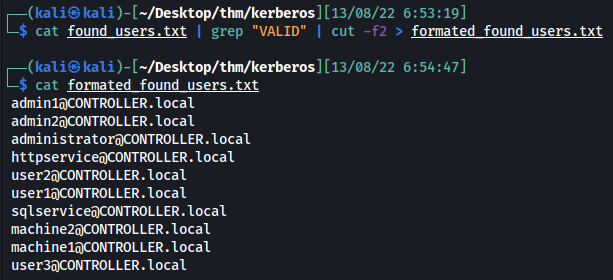 ┌──(kali㉿kali)-[~/Desktop/thm/kerberos][13/08/22 6:53:19]
└─$ cat found_users.txt | grep "VALID" | cut -f2 > formated_found_users.txt
┌──(kali㉿kali)-[~/Desktop/thm/kerberos][13/08/22 6:54:47]
└─$ cat formated_found_users.txt
admin1@CONTROLLER.local
admin2@CONTROLLER.local
administrator@CONTROLLER.local
httpservice@CONTROLLER.local
user2@CONTROLLER.local
user1@CONTROLLER.local
sqlservice@CONTROLLER.local
machine2@CONTROLLER.local
machine1@CONTROLLER.local
user3@CONTROLLER.local